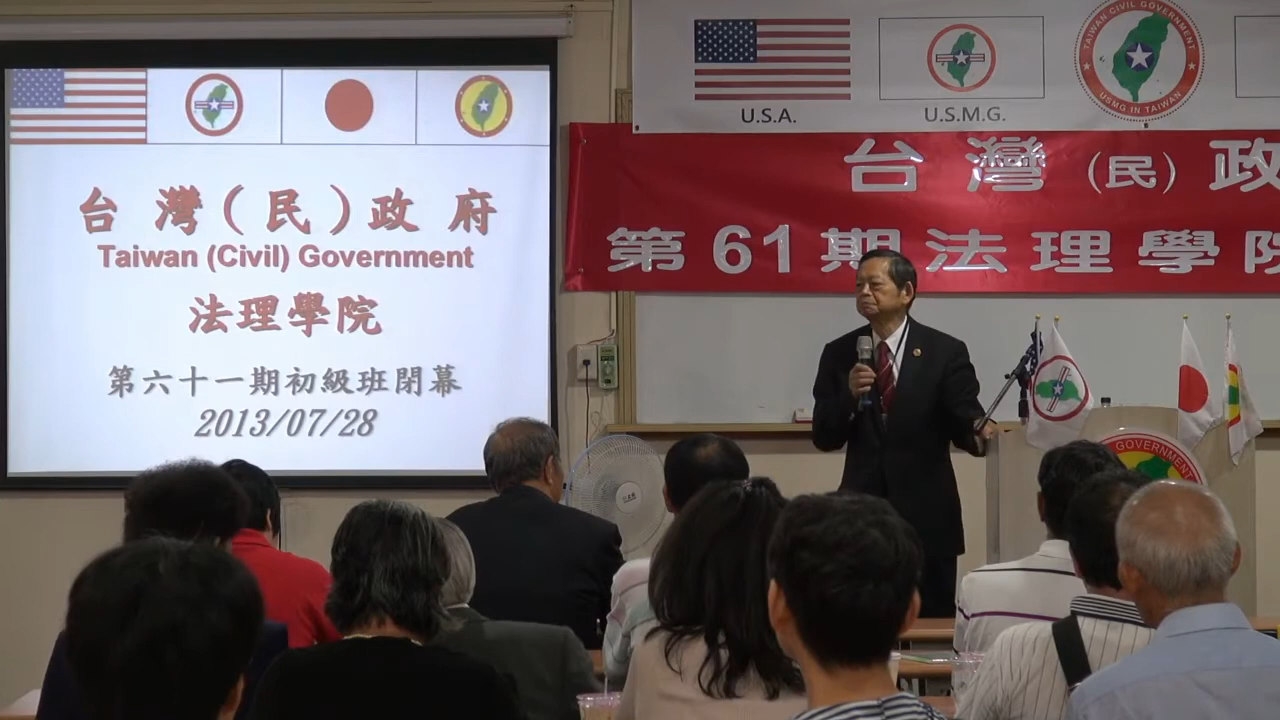 台灣(民)政府
Taiwan (Civil) Government
法理學院
第六十一期初級班閉幕
2013/07/28
U.S.A.
U.S.M.G.
TAIWAN CIVIL GOVERNMENT
USMG IN TAIWAN
台灣(民)政
第61期法理學院
GOVERNMENT